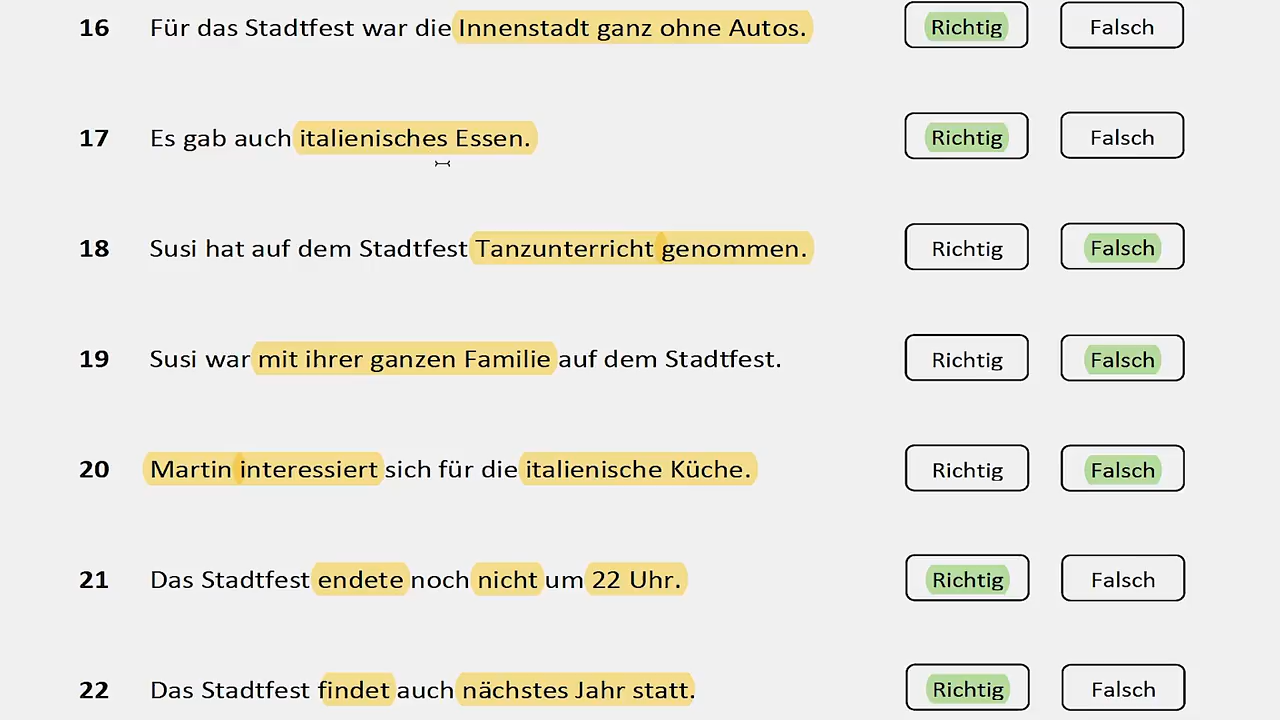 16 Für das Stadtfest war die Innenstadt ganz ohne Autos. Richtig Falsch
17 Es gab auch italienisches Essen. Richtig Falsch
18 Susi hat auf dem Stadtfest Tanzunterricht genommen. Richtig Falsch
19 Susi war mit ihrer ganzen Familie auf dem Stadtfest. Richtig Falsch
20 Martin interessiert sich für die italienische Küche. Richtig Falsch
21 Das Stadtfest endete noch nicht um 22 Uhr. Richtig Falsch
22 Das Stadtfest findet auch nächstes Jahr statt. Richtig Falsch